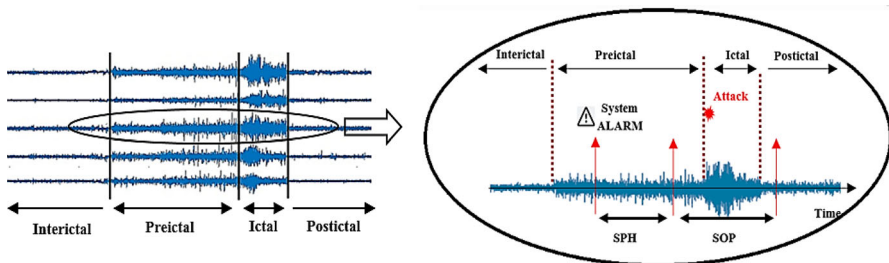 Interictal
Preictal
Ictal
Postictal
Interictal
Preictal
Ictal
Postictal
System
ALARM
Attack
Time
SPH
SOP